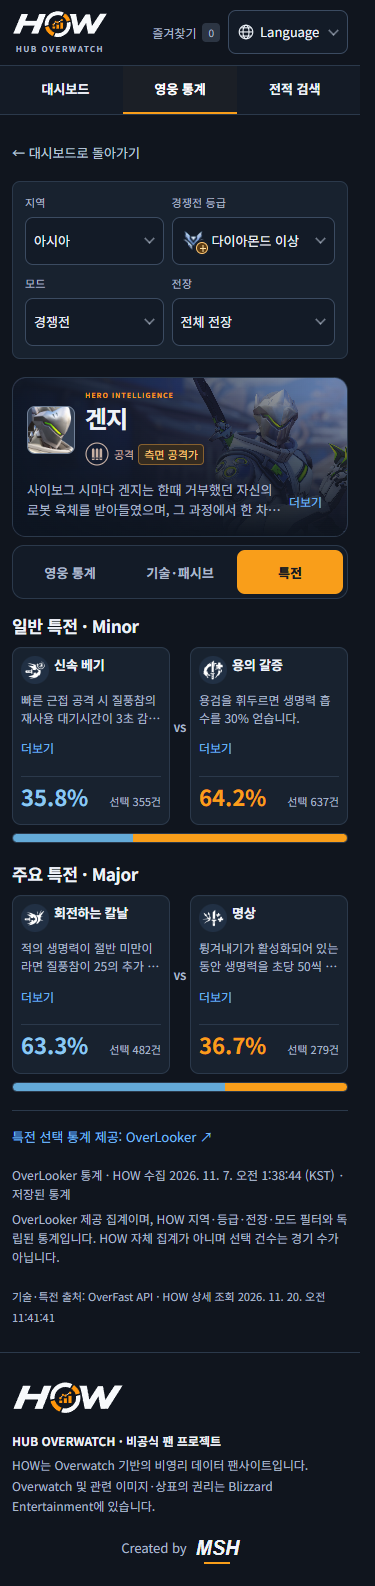 HOW
HUB OVERWATCH
즐겨찾기 0
Language
대시보드 영웅 통계 전적 검색
← 대시보드로 돌아가기
지역 경쟁전 등급
아시아 다이아몬드 이상
모드 전장
경쟁전 전체 전장
HERO INTELLIGENCE
겐지
공격 측면 공격가
사이보그 시마다 겐지는 한때 거부했던 자신의
로봇 육체를 받아들였으며, 그 과정에서 한 차… 더보기
영웅 통계 기술·패시브 특전
일반 특전 · Minor
신속 베기
빠른 근접 공격 시 질풍참의
재사용 대기시간이 3초 감…
더보기
35.8% 선택 355건
VS
용의 갈증
용검을 휘두르면 생명력 흡
수를 30% 얻습니다.
더보기
64.2% 선택 637건
주요 특전 · Major
회전하는 칼날
적의 생명력이 절반 미만이
라면 질풍참이 25의 추가 …
더보기
63.3% 선택 482건
VS
명상
튕겨내기가 활성화되어 있는
동안 생명력을 초당 50씩 …
더보기
36.7% 선택 279건
특전 선택 통계 제공: OverLooker ↗
OverLooker 통계 · HOW 수집 2026. 11. 7. 오전 1:38:44 (KST) ·
저장된 통계
OverLooker 제공 집계이며, HOW 지역·등급·전장·모드 필터와 독
립된 통계입니다. HOW 자체 집계가 아니며 선택 건수는 경기 수가
아닙니다.
기술·특전 출처: OverFast API · HOW 상세 조회 2026. 11. 20. 오전
11:41:41
HOW
HUB OVERWATCH · 비공식 팬 프로젝트
HOW는 Overwatch 기반의 비영리 데이터 팬사이트입니다.
Overwatch 및 관련 이미지·상표의 권리는 Blizzard
Entertainment에 있습니다.
Created by MSH